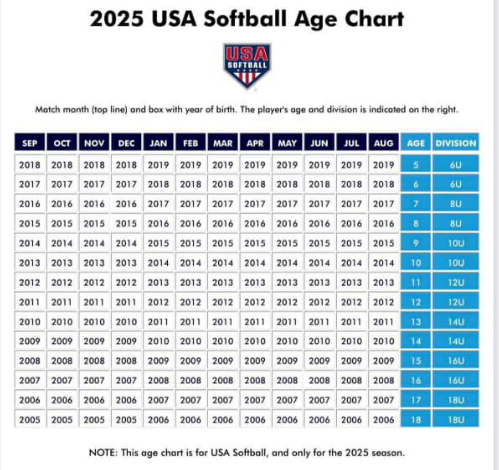 2025 USA Softball Age Chart
USA
SOFTBALL
Match month (top line) and box with year of birth. The player's age and division is indicated on the right.
SEP OCT NOV DEC JAN FEB MAR APR MAY JUN JUL AUG AGE DIVISION
2018 2018 2018 2018 2019 2019 2019 2019 2019 2019 2019 2019 5 6U
2017 2017 2017 2017 2018 2018 2018 2018 2018 2018 2018 2018 6 6U
2016 2016 2016 2016 2017 2017 2017 2017 2017 2017 2017 2017 7 8U
2015 2015 2015 2015 2016 2016 2016 2016 2016 2016 2016 2016 8 8U
2014 2014 2014 2014 2015 2015 2015 2015 2015 2015 2015 2015 9 10U
2013 2013 2013 2013 2014 2014 2014 2014 2014 2014 2014 2014 10 10U
2012 2012 2012 2012 2013 2013 2013 2013 2013 2013 2013 2013 11 12U
2011 2011 2011 2011 2012 2012 2012 2012 2012 2012 2012 2012 12 12U
2010 2010 2010 2010 2011 2011 2011 2011 2011 2011 2011 2011 13 14U
2009 2009 2009 2009 2010 2010 2010 2010 2010 2010 2010 2010 14 14U
2008 2008 2008 2008 2009 2009 2009 2009 2009 2009 2009 2009 15 16U
2007 2007 2007 2007 2008 2008 2008 2008 2008 2008 2008 2008 16 16U
2006 2006 2006 2006 2007 2007 2007 2007 2007 2007 2007 2007 17 18U
2005 2005 2005 2005 2006 2006 2006 2006 2006 2006 2006 2006 18 18U
NOTE: This age chart is for USA Softball, and only for the 2025 season.